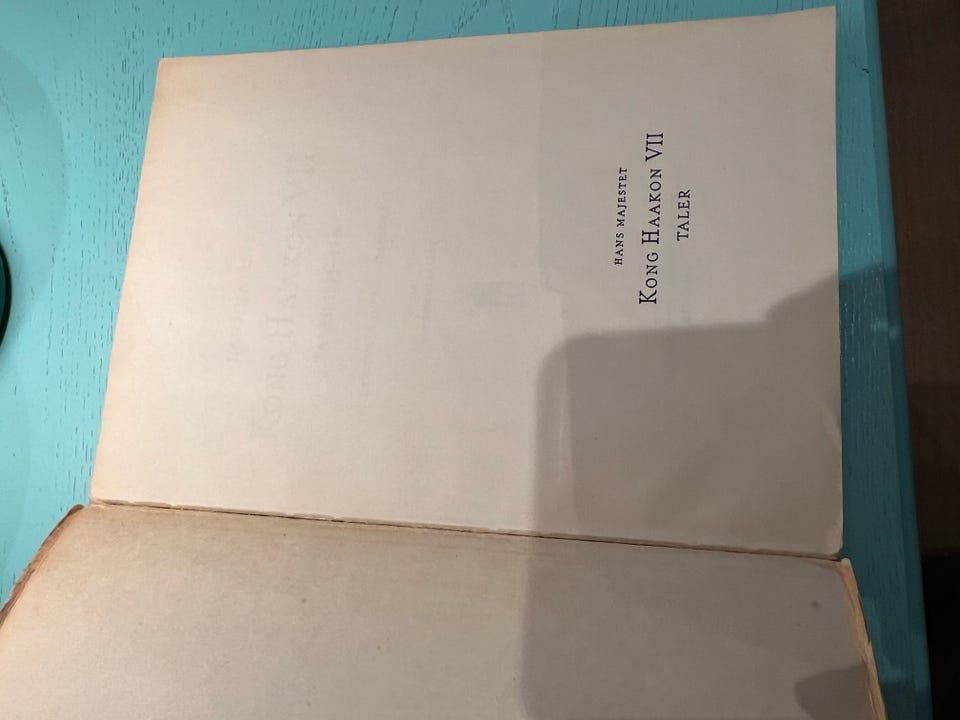 HANS MAJESTET
KONG HAAKON VII
TALER